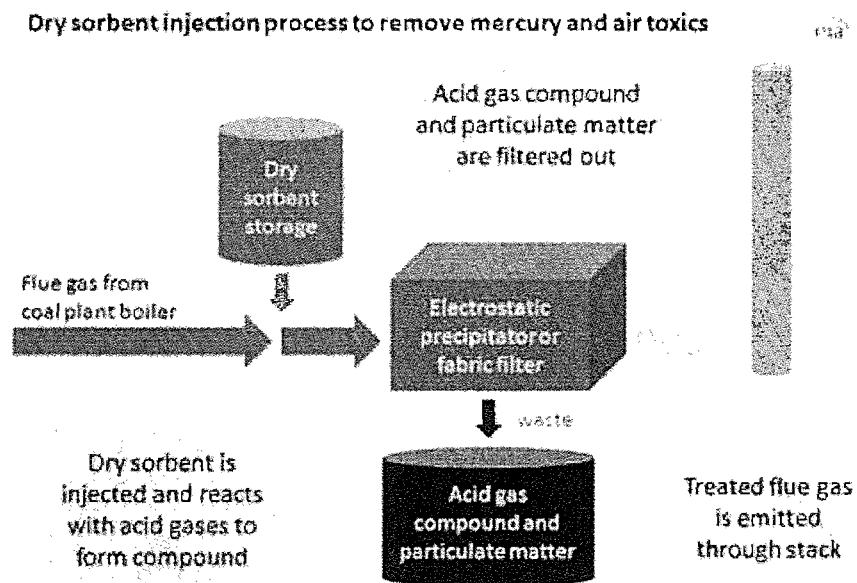 Dry sorbent injection process to remove mercury and air toxics
eia
Acid gas compound
and particulate matter
are filtered out
Dry
sorbent
storage
Flue gas from
coal plant boiler
Electrostatic
precipitator or
fabric filter
waste
Dry sorbent is
injected and reacts
with acid gases to
form compound
Acid gas
compound and
particulate matter
Treated flue gas
is emitted
through stack